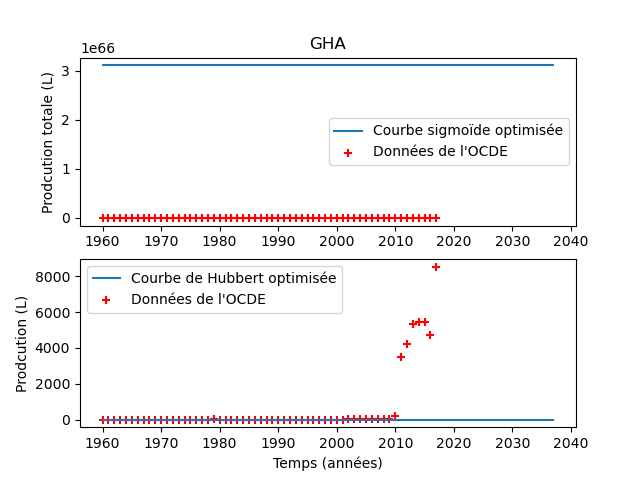 GHA
1e66
3
2
1
0
Prodcution totale (L)
Courbe sigmoïde optimisée
Données de l'OCDE
1960 1970 1980 1990 2000 2010 2020 2030 2040
8000
6000
4000
2000
0
Prodcution (L)
Courbe de Hubbert optimisée
Données de l'OCDE
1960 1970 1980 1990 2000 2010 2020 2030 2040
Temps (années)